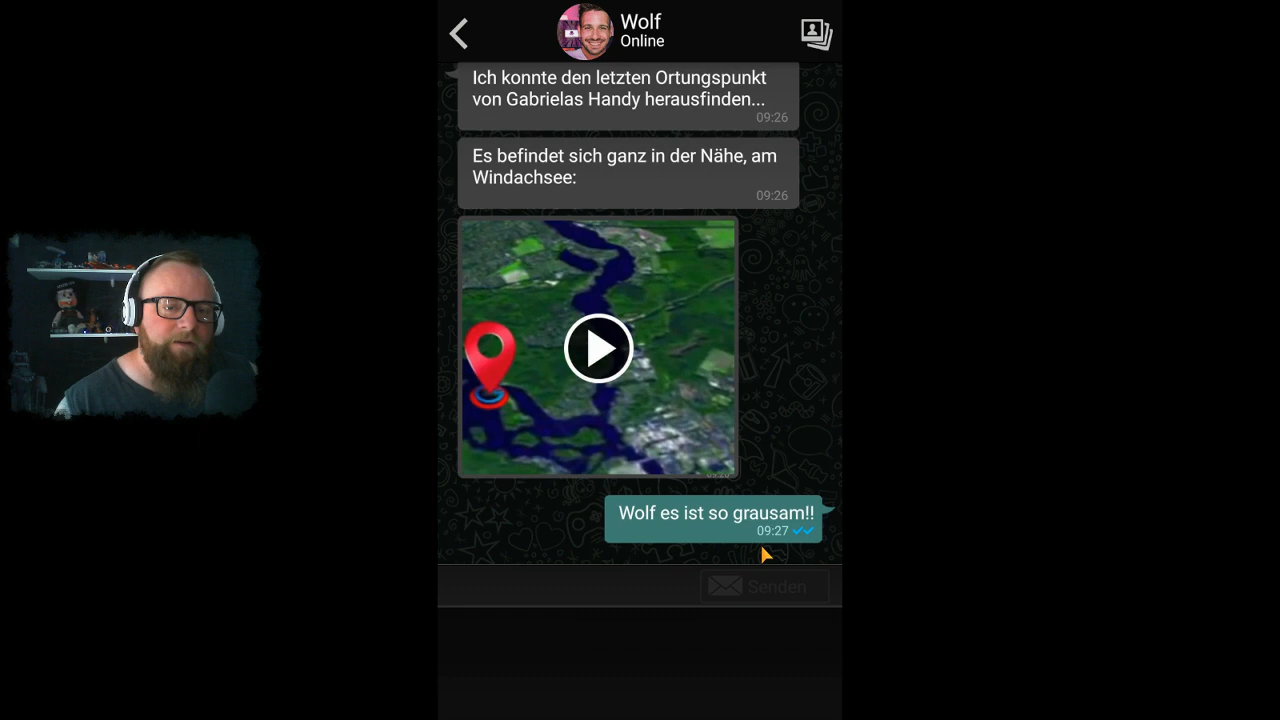 Wolf
Online
Ich konnte den letzten Ortungspunkt
von Gabrielas Handy herausfinden...
09:26
Es befindet sich ganz in der Nähe, am
Windachsee:
09:26
Wolf es ist so grausam!!
09:27
Senden